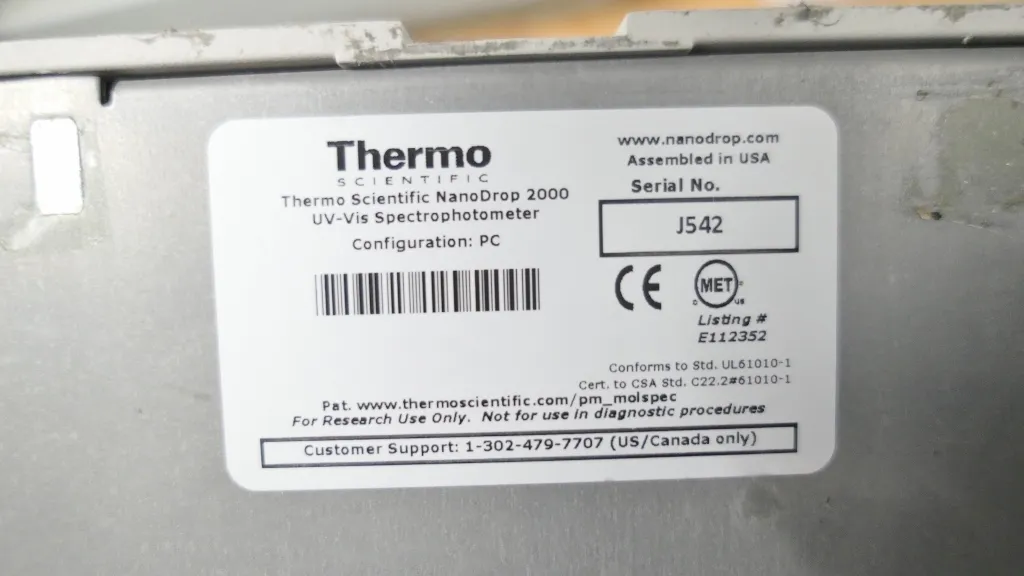 Thermo
SCIENTIFIC
Thermo Scientific NanoDrop 2000
UV-Vis Spectrophotometer
Configuration: PC
www.nanodrop.com
Assembled in USA
Serial No.
J542
CE
MET
C US
Listing #
E112352
Conforms to Std. UL61010-1
Cert. to CSA Std. C22.2#61010-1
Pat. www.thermoscientific.com/pm_molspec
For Research Use Only. Not for use in diagnostic procedures
Customer Support: 1-302-479-7707 (US/Canada only)